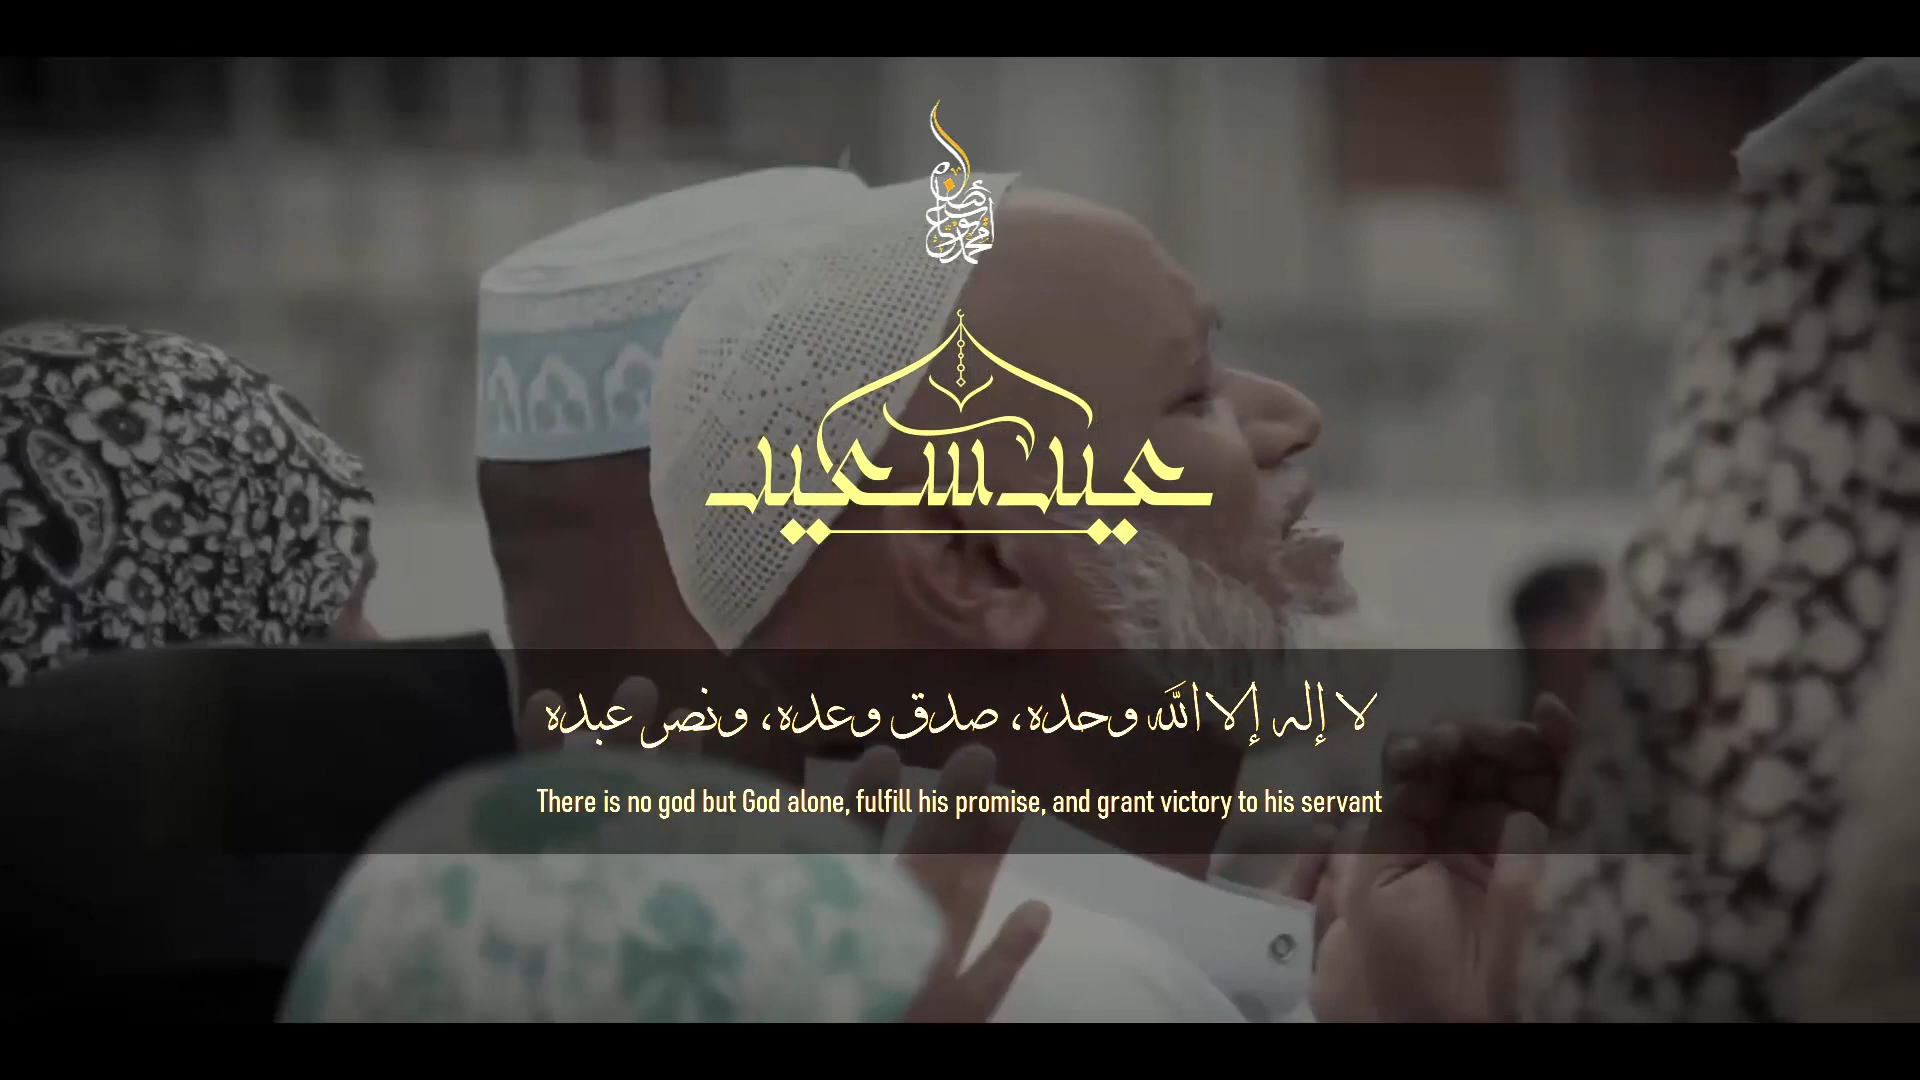 عيد سعيد
لا إله إلا الله وحده، صدق وعده، ونصر عبده
There is no god but God alone, fulfill his promise, and grant victory to his servant